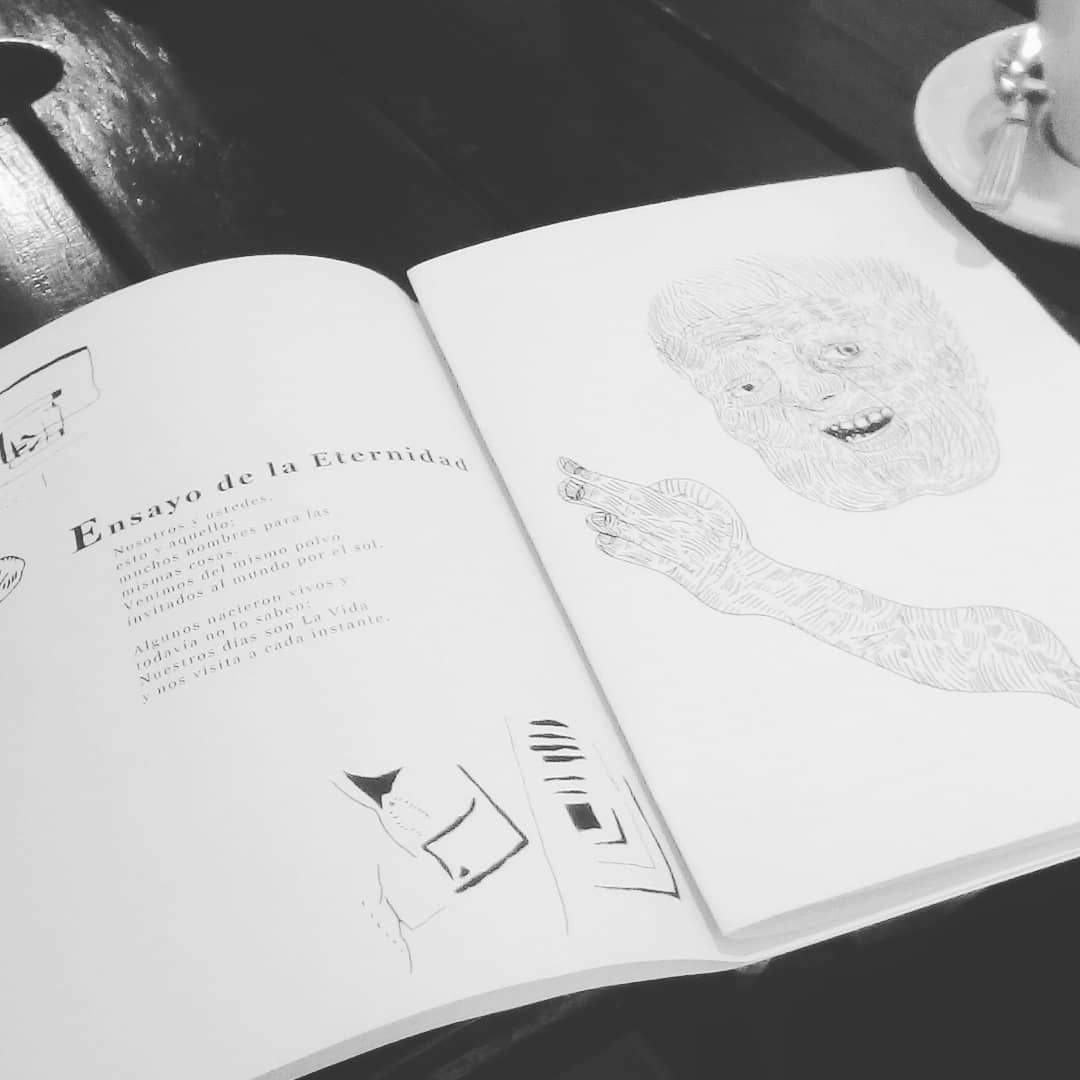 Ensayo de la Eternidad
Nosotros y ustedes,
esto y aquello;
muchos nombres para las
mismas cosas.
Venimos del mismo polvo
invitados al mundo por el sol.
Algunos nacieron vivos y
todavía no lo saben;
Nuestros días son La Vida
y nos visita a cada instante.